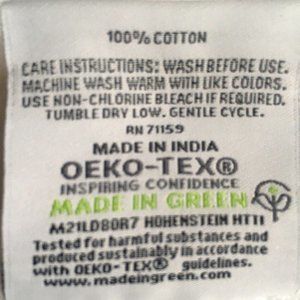 100% COTTON
CARE INSTRUCTIONS: WASH BEFORE USE.
MACHINE WASH WARM WITH LIKE COLORS.
USE NON-CHLORINE BLEACH IF REQUIRED.
TUMBLE DRY LOW. GENTLE CYCLE.
RN 71159
MADE IN INDIA
OEKO-TEX®
INSPIRING CONFIDENCE
MADE IN GREEN
M21LD80R7 HOHENSTEIN HTTI
Tested for harmful substances and
produced sustainably in accordance
with OEKO-TEX® guidelines.
www.madeingreen.com